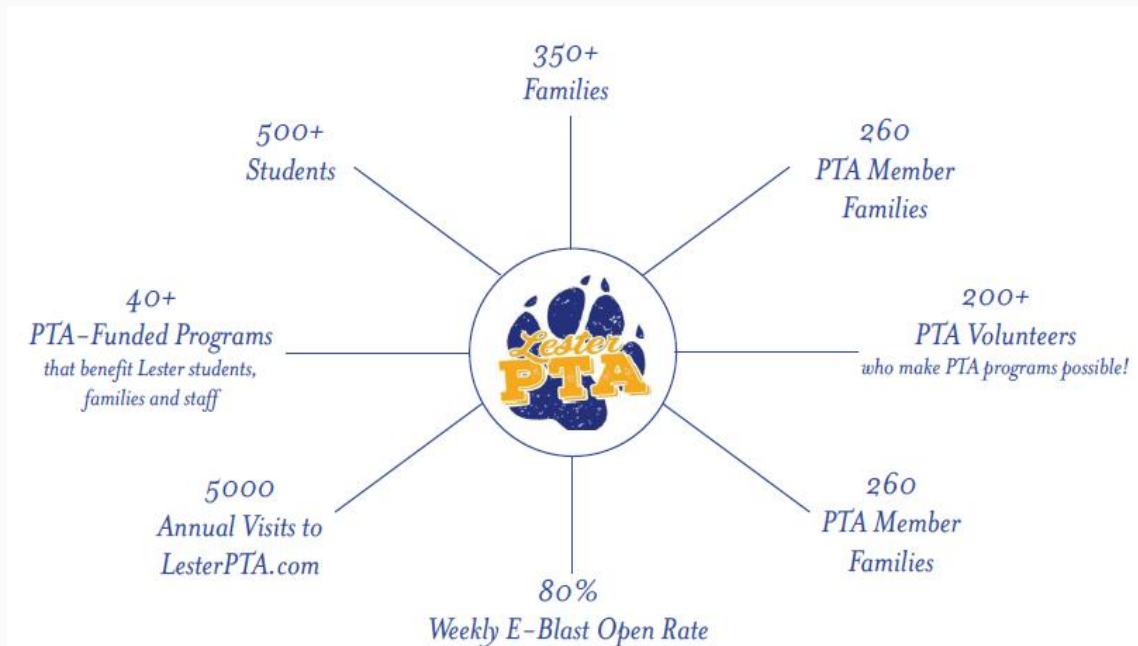 350+
Families
500+
Students
260
PTA Member
Families
40+
PTA-Funded Programs
that benefit Lester students,
families and staff
Lester
PTA
200+
PTA Volunteers
who make PTA programs possible!
5000
Annual Visits to
LesterPTA.com
260
PTA Member
Families
80%
Weekly E-Blast Open Rate